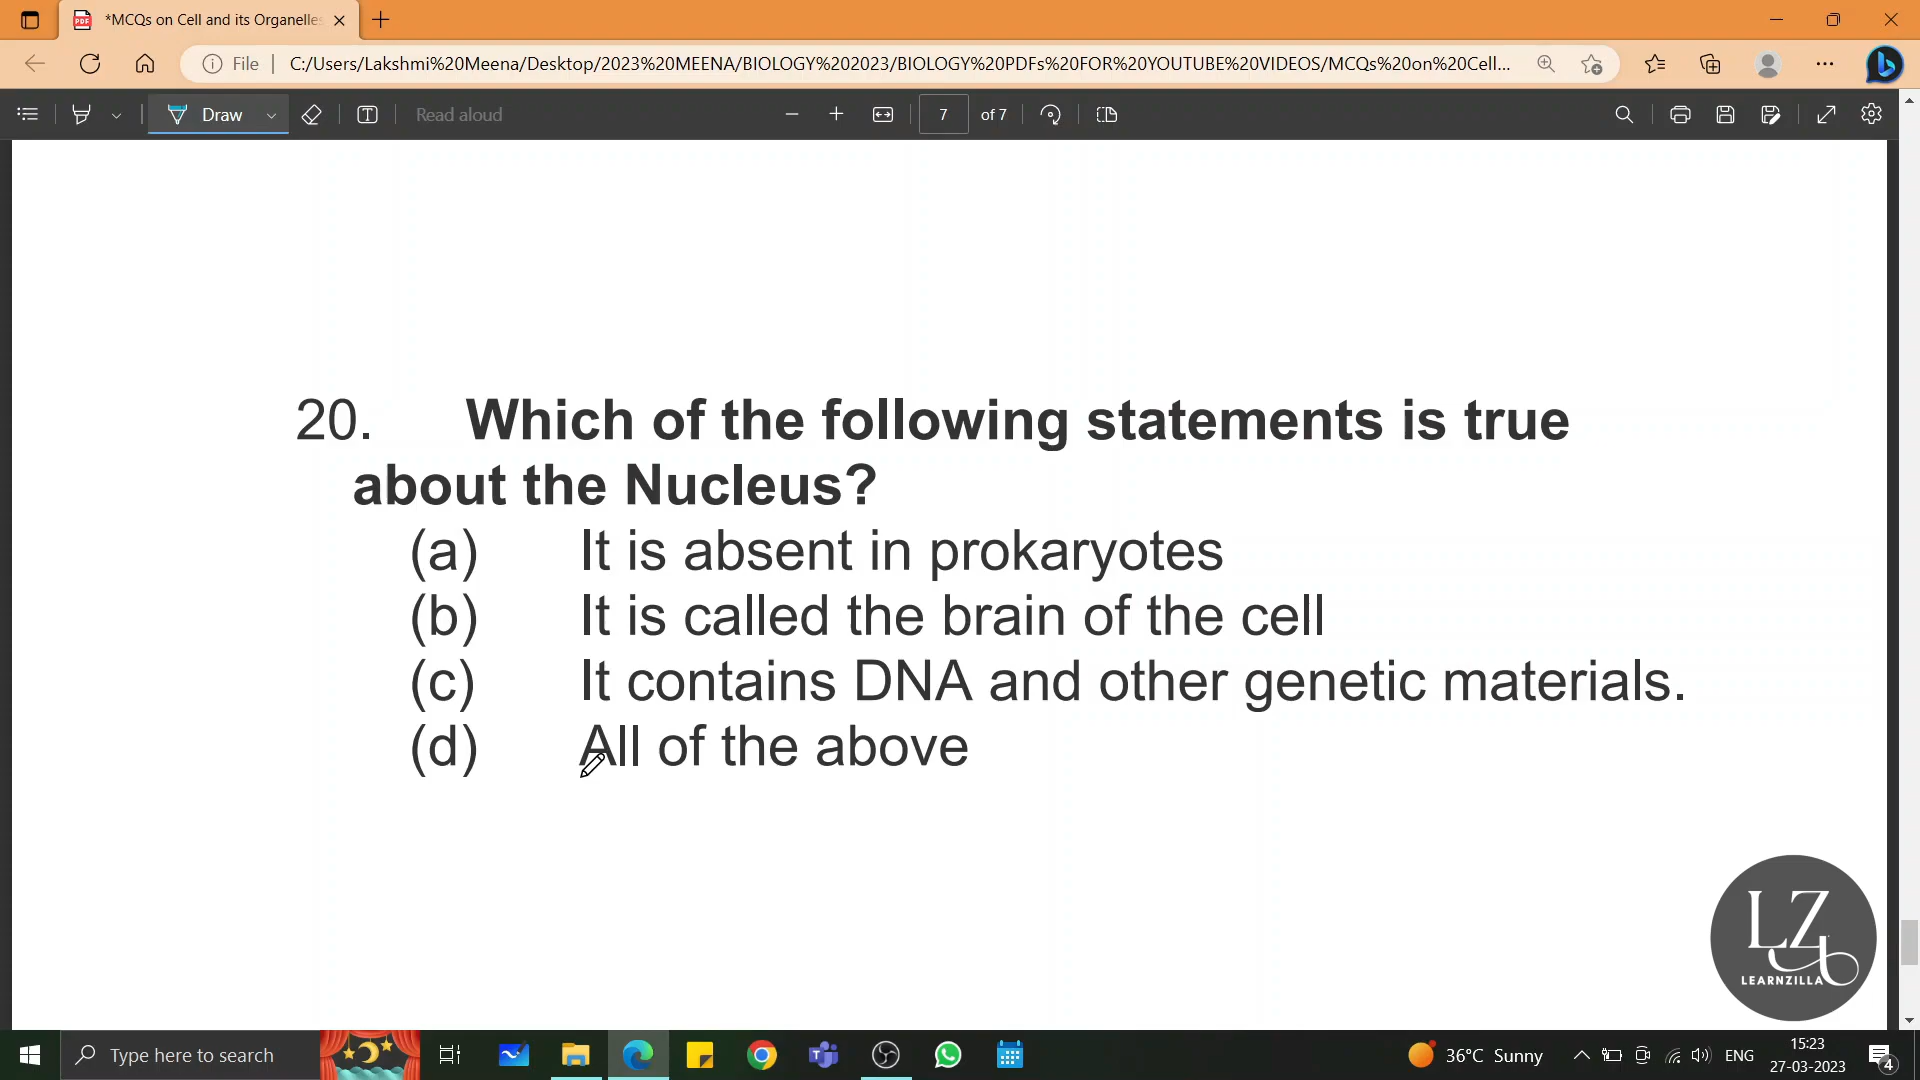 *MCQs on Cell and its Organelles
File
C:/Users/Lakshmi%20Meena/Desktop/2023%20MEENA/BIOLOGY%202023/BIOLOGY%20PDFs%20FOR%20YOUTUBE%20VIDEOS/MCQs%20on%20Cell...
Draw
Read aloud
7 of 7
20. Which of the following statements is true
about the Nucleus?
(a) It is absent in prokaryotes
(b) It is called the brain of the cell
(c) It contains DNA and other genetic materials.
(d) All of the above
LZ
LEARNZILLA
Type here to search
36°C Sunny
ENG
15:23
27-03-2023
4